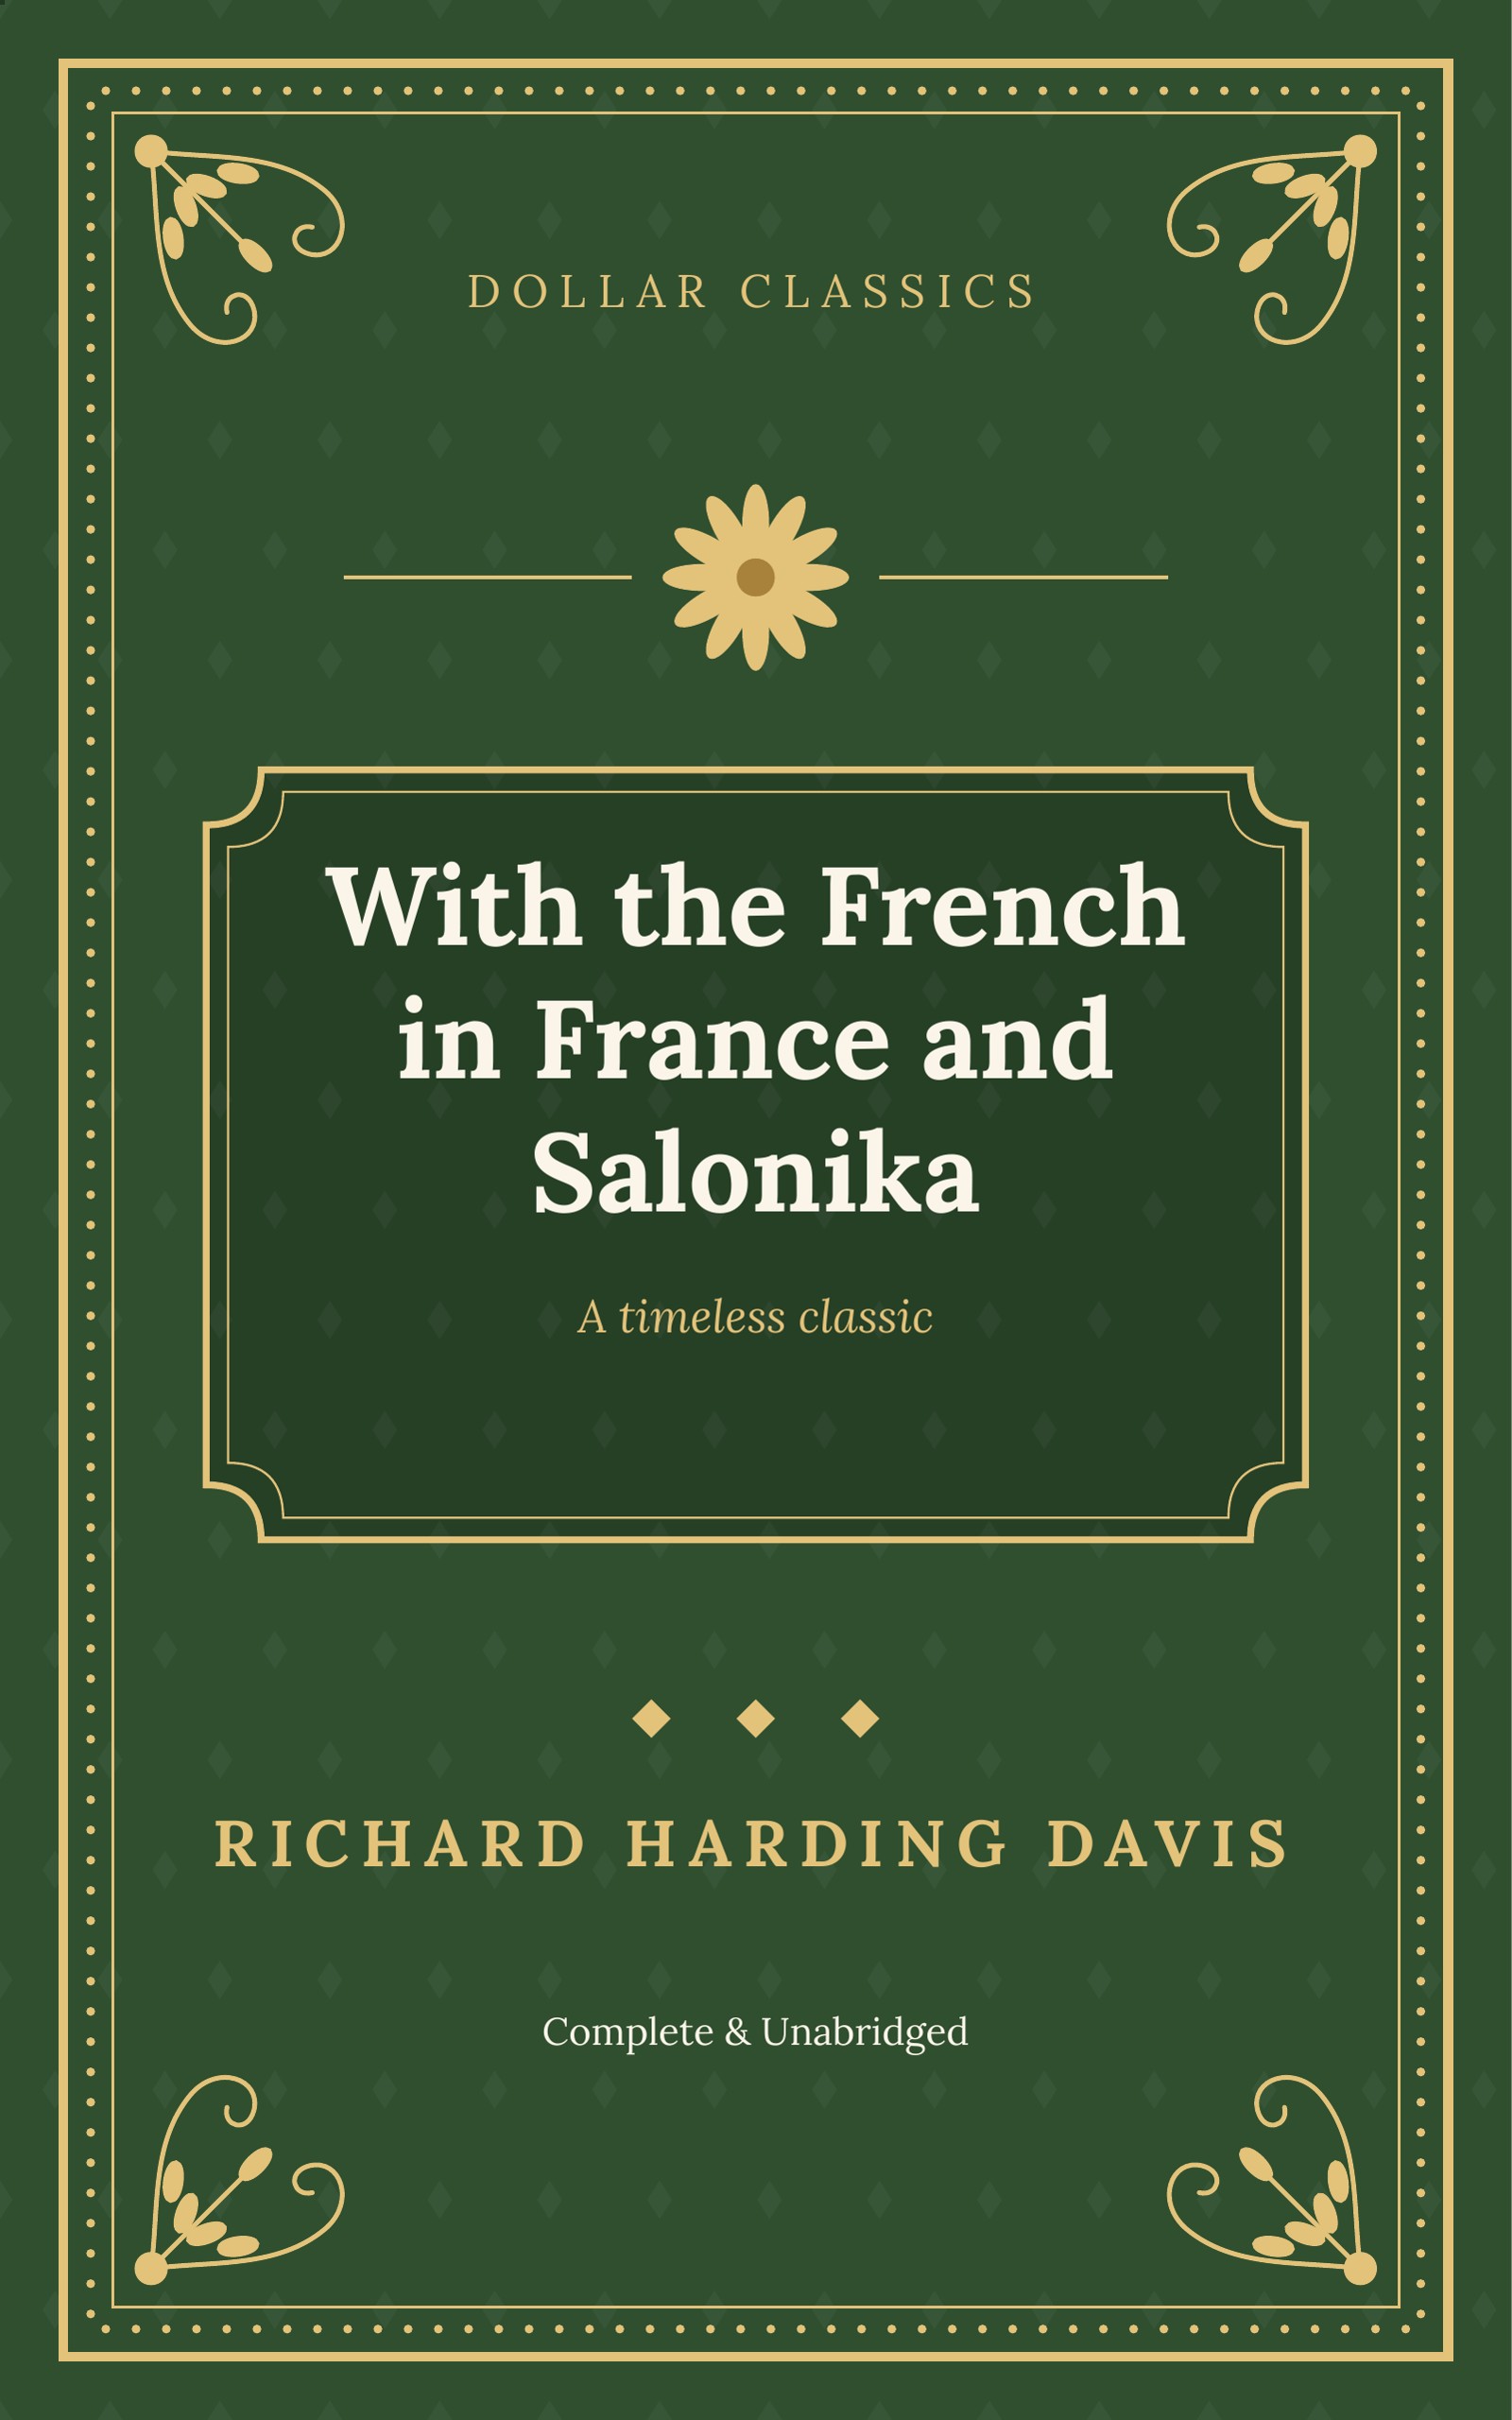 DOLLAR CLASSICS
With the French
in France and
Salonika
A timeless classic
RICHARD HARDING DAVIS
Complete & Unabridged